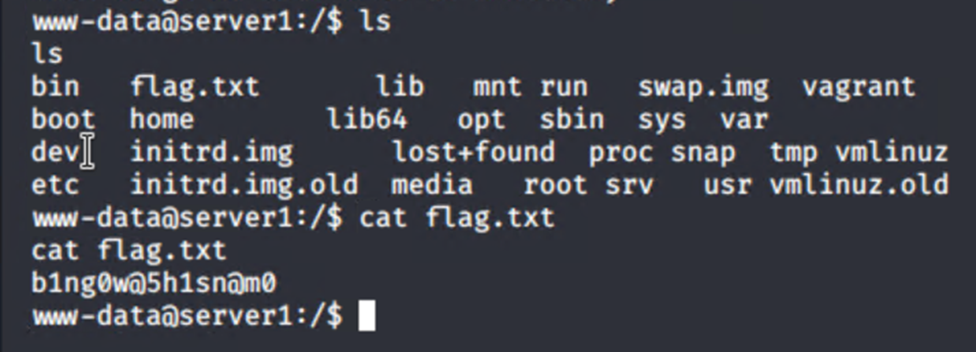 www-data@server1:/$ ls
ls
bin flag.txt lib mnt run swap.img vagrant
boot home lib64 opt sbin sys var
dev initrd.img lost+found proc snap tmp vmlinuz
etc initrd.img.old media root srv usr vmlinuz.old
www-data@server1:/$ cat flag.txt
cat flag.txt
b1ng0w@5h1sn@m0
www-data@server1:/$